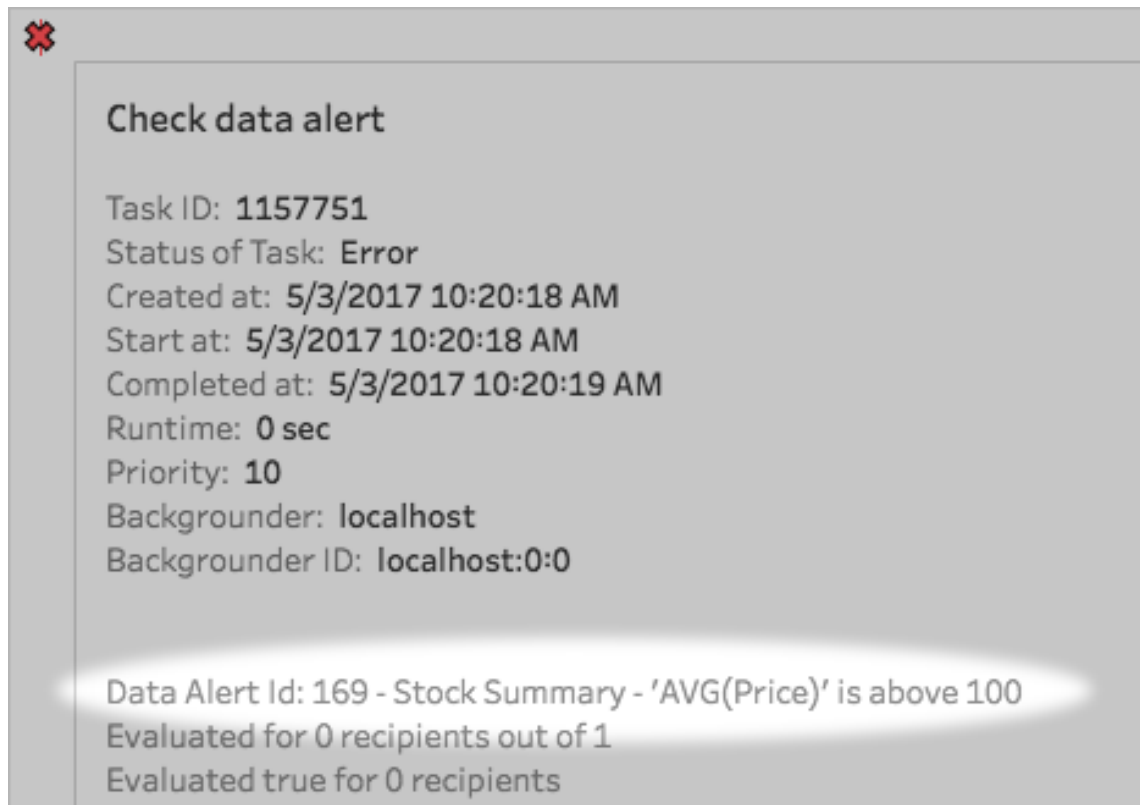 Check data alert
Task ID: 1157751
Status of Task: Error
Created at: 5/3/2017 10:20:18 AM
Start at: 5/3/2017 10:20:18 AM
Completed at: 5/3/2017 10:20:19 AM
Runtime: 0 sec
Priority: 10
Backgrounder: localhost
Backgrounder ID: localhost:0:0
Data Alert Id: 169 - Stock Summary - 'AVG(Price)' is above 100
Evaluated for 0 recipients out of 1
Evaluated true for 0 recipients